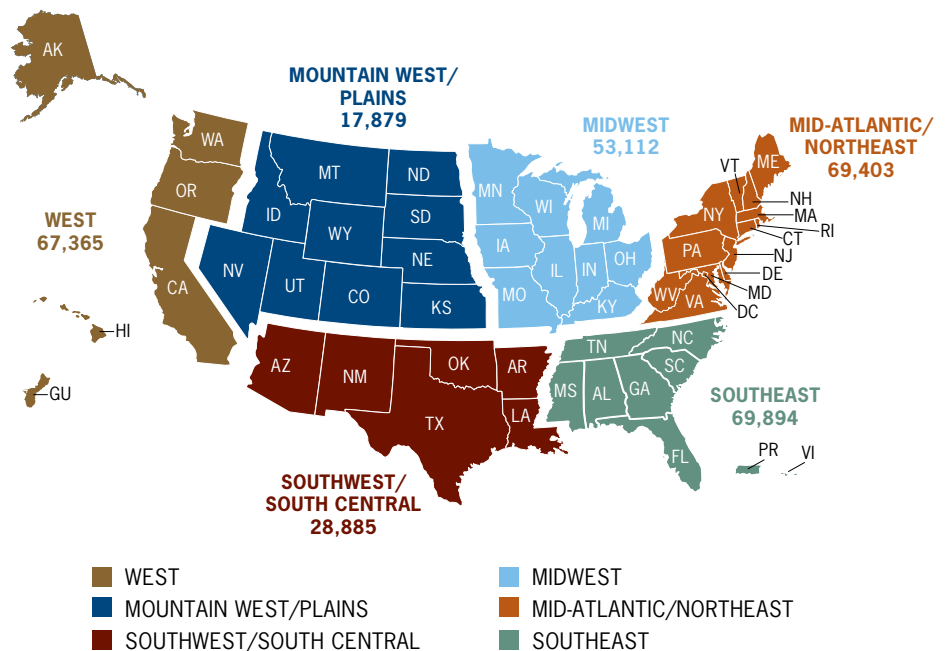 AK
MOUNTAIN WEST/
PLAINS
17,879
MIDWEST
53,112
MID-ATLANTIC/
NORTHEAST
69,403
WEST
67,365
WA
OR
CA
HI
GU
MT
ID
WY
NV
UT
CO
ND
SD
NE
KS
MN
WI
MI
IA
IL
IN
OH
MO
KY
VT
ME
NH
MA
RI
CT
NY
NJ
PA
DE
MD
DC
WV
VA
AZ
NM
OK
TX
AR
LA
TN
NC
SC
MS
AL
GA
FL
PR
VI
SOUTHEAST
69,894
SOUTHWEST/
SOUTH CENTRAL
28,885
WEST
MOUNTAIN WEST/PLAINS
SOUTHWEST/SOUTH CENTRAL
MIDWEST
MID-ATLANTIC/NORTHEAST
SOUTHEAST